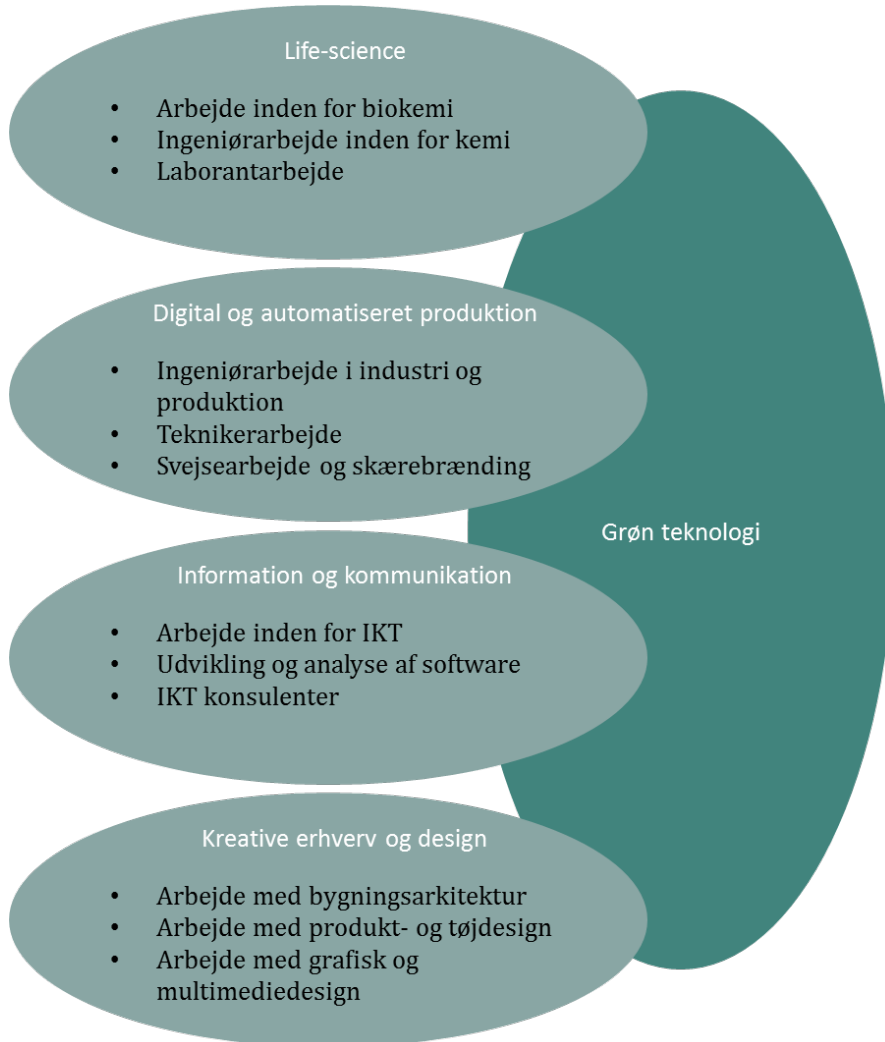 Life-science
• Arbejde inden for biokemi
• Ingeniørarbejde inden for kemi
• Laborantarbejde
Digital og automatiseret produktion
• Ingeniørarbejde i industri og
produktion
• Teknikerarbejde
• Svejsearbejde og skærebrænding
Grøn teknologi
Information og kommunikation
• Arbejde inden for IKT
• Udvikling og analyse af software
• IKT konsulenter
Kreative erhverv og design
• Arbejde med bygningsarkitektur
• Arbejde med produkt- og tøjdesign
• Arbejde med grafisk og
multimediedesign